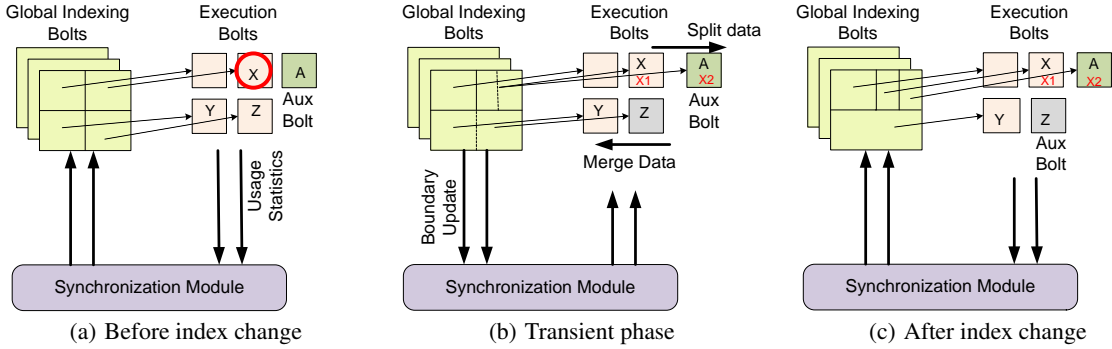 Global Indexing
Bolts
Execution
Bolts
X
A
Y
Z
Aux
Bolt
Usage
Statistics
Synchronization Module
(a) Before index change
Global Indexing
Bolts
Execution
Bolts
Split data
X
X1
A
X2
Y
Z
Aux
Bolt
Merge Data
Boundary
Update
Synchronization Module
(b) Transient phase
Global Indexing
Bolts
Execution
Bolts
X
X1
A
X2
Y
Z
Aux
Bolt
Synchronization Module
(c) After index change